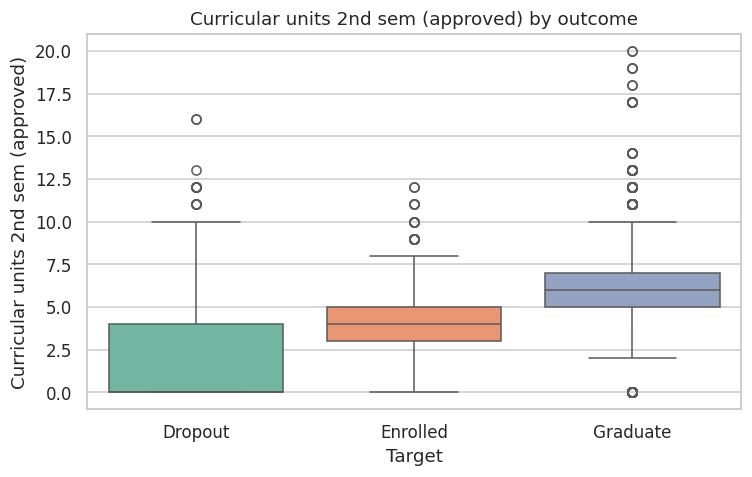 Curricular units 2nd sem (approved) by outcome
Curricular units 2nd sem (approved)
20.0
17.5
15.0
12.5
10.0
7.5
5.0
2.5
0.0
Dropout Enrolled Graduate
Target